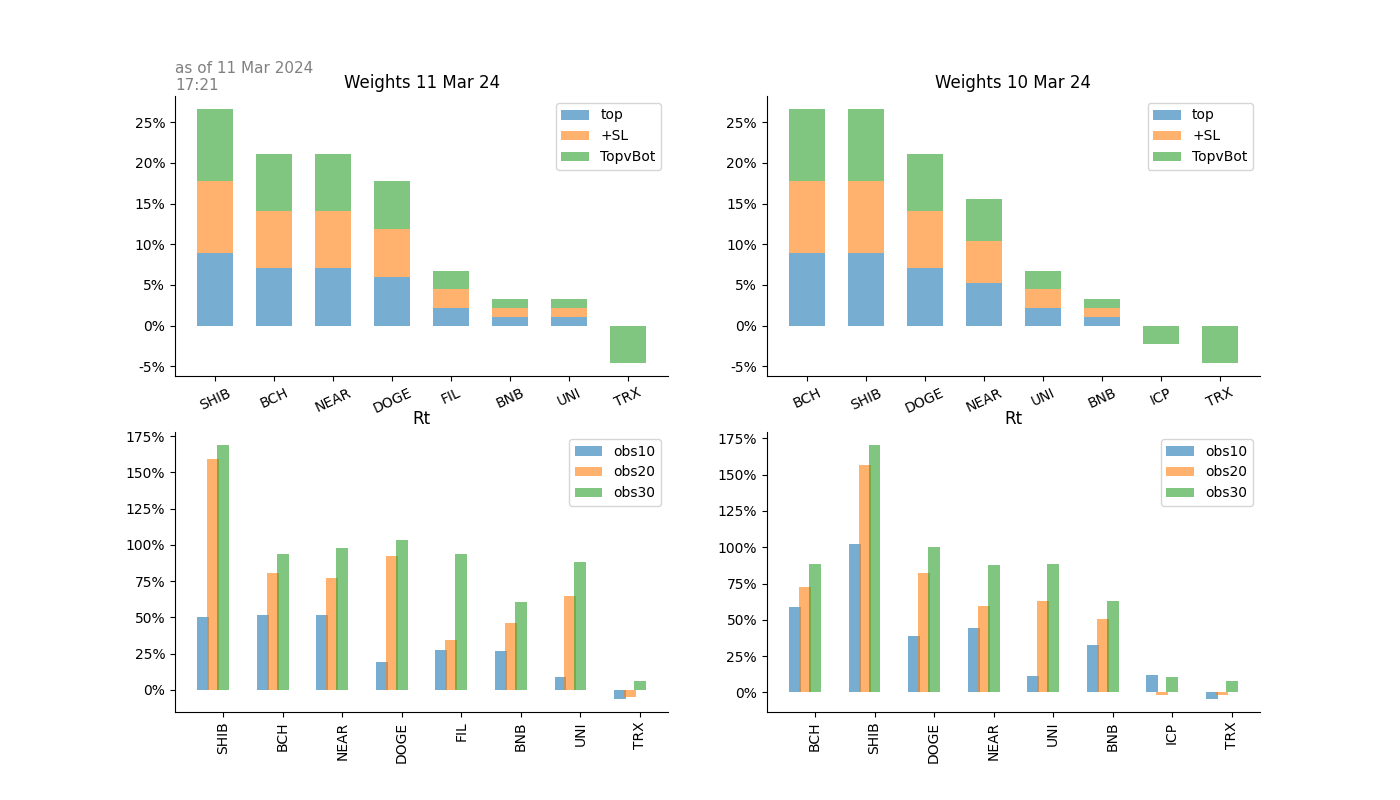 as of 11 Mar 2024
17:21
Weights 11 Mar 24
25%
20%
15%
10%
5%
0%
-5%
top
+SL
TopvBot
SHIB
BCH
NEAR
DOGE
FIL
BNB
UNI
TRX
Weights 10 Mar 24
25%
20%
15%
10%
5%
0%
-5%
top
+SL
TopvBot
BCH
SHIB
DOGE
NEAR
UNI
BNB
ICP
TRX
Rt
175%
150%
125%
100%
75%
50%
25%
0%
obs10
obs20
obs30
SHIB
BCH
NEAR
DOGE
FIL
BNB
UNI
TRX
Rt
175%
150%
125%
100%
75%
50%
25%
0%
obs10
obs20
obs30
BCH
SHIB
DOGE
NEAR
UNI
BNB
ICP
TRX